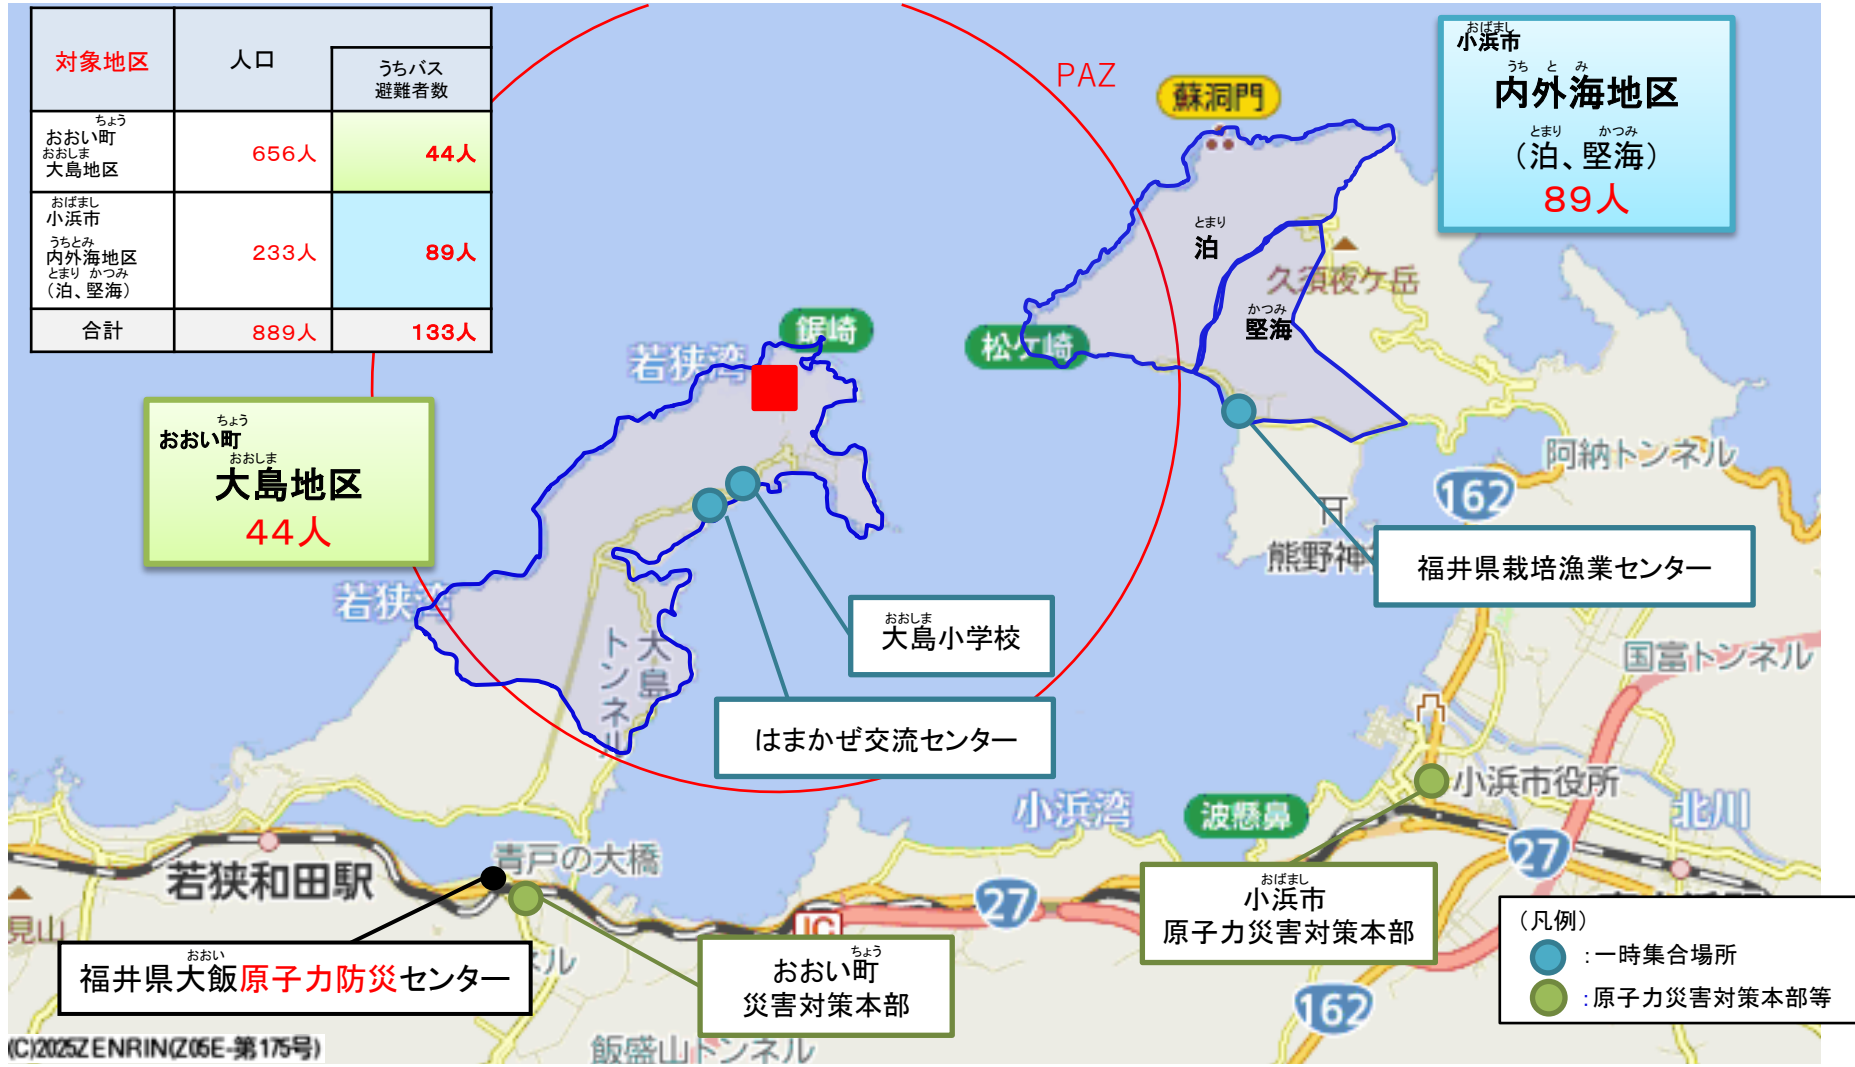 対象地区
人口
うちバス
避難者数
ちょう
おおい町
おおしま
大島地区
656人
44人
おばまし
小浜市
うちとみ
内外海地区
とまり かつみ
（泊、堅海）
233人
89人
合計
889人
133人
PAZ
蘇洞門
おばまし
小浜市
うち と み
内外海地区
とまり かつみ
（泊、堅海）
89人
とまり
泊
久須夜ケ岳
かつみ
堅海
鋸崎
松ケ崎
若狭湾
ちょう
おおい町
おおしま
大島地区
44人
阿納トンネル
162
熊野神
福井県栽培漁業センター
若狭湾
おおしま
大島小学校
大島
トンネル
国富トンネル
はまかぜ交流センター
小浜市役所
小浜湾
波懸鼻
北川
27
青戸の大橋
若狭和田駅
27
IC
見山
おばまし
小浜市
原子力災害対策本部
おおい
福井県大飯原子力防災センター
ネル
ちょう
おおい町
災害対策本部
（凡例）
：一時集合場所
：原子力災害対策本部等
162
飯盛山トンネル
(C)2025ZENRIN(Z05E-第175号)